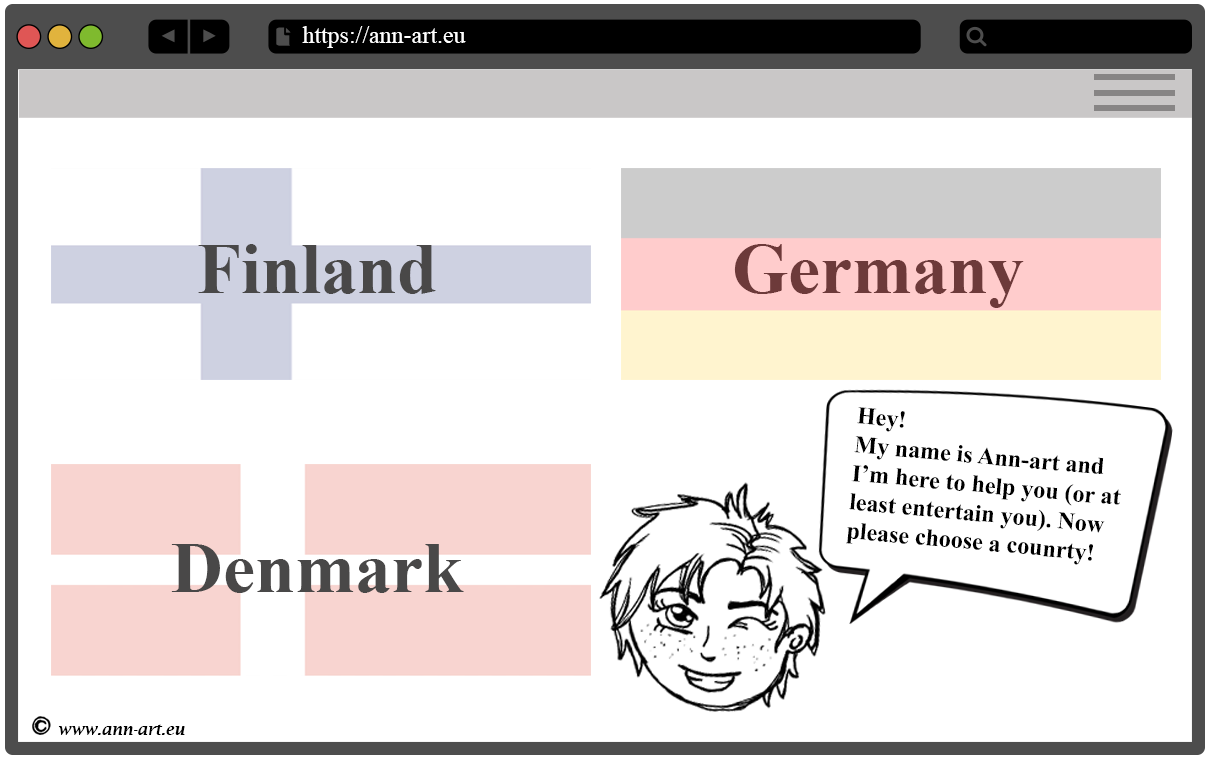 https://ann-art.eu
Finland
Germany
Hey!
My name is Ann-art and
I'm here to help you (or at
least entertain you). Now
please choose a counrty!
Denmark
© www.ann-art.eu